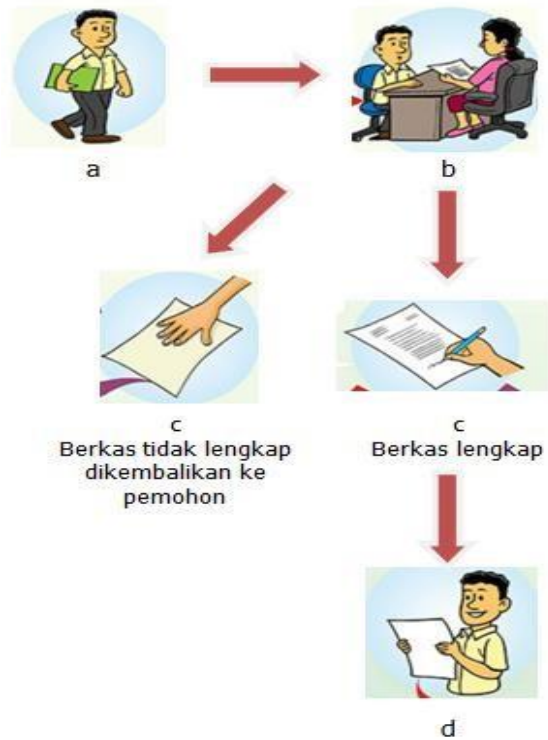 a
b
c
Berkas tidak lengkap
dikembalikan ke
pemohon
c
Berkas lengkap
d